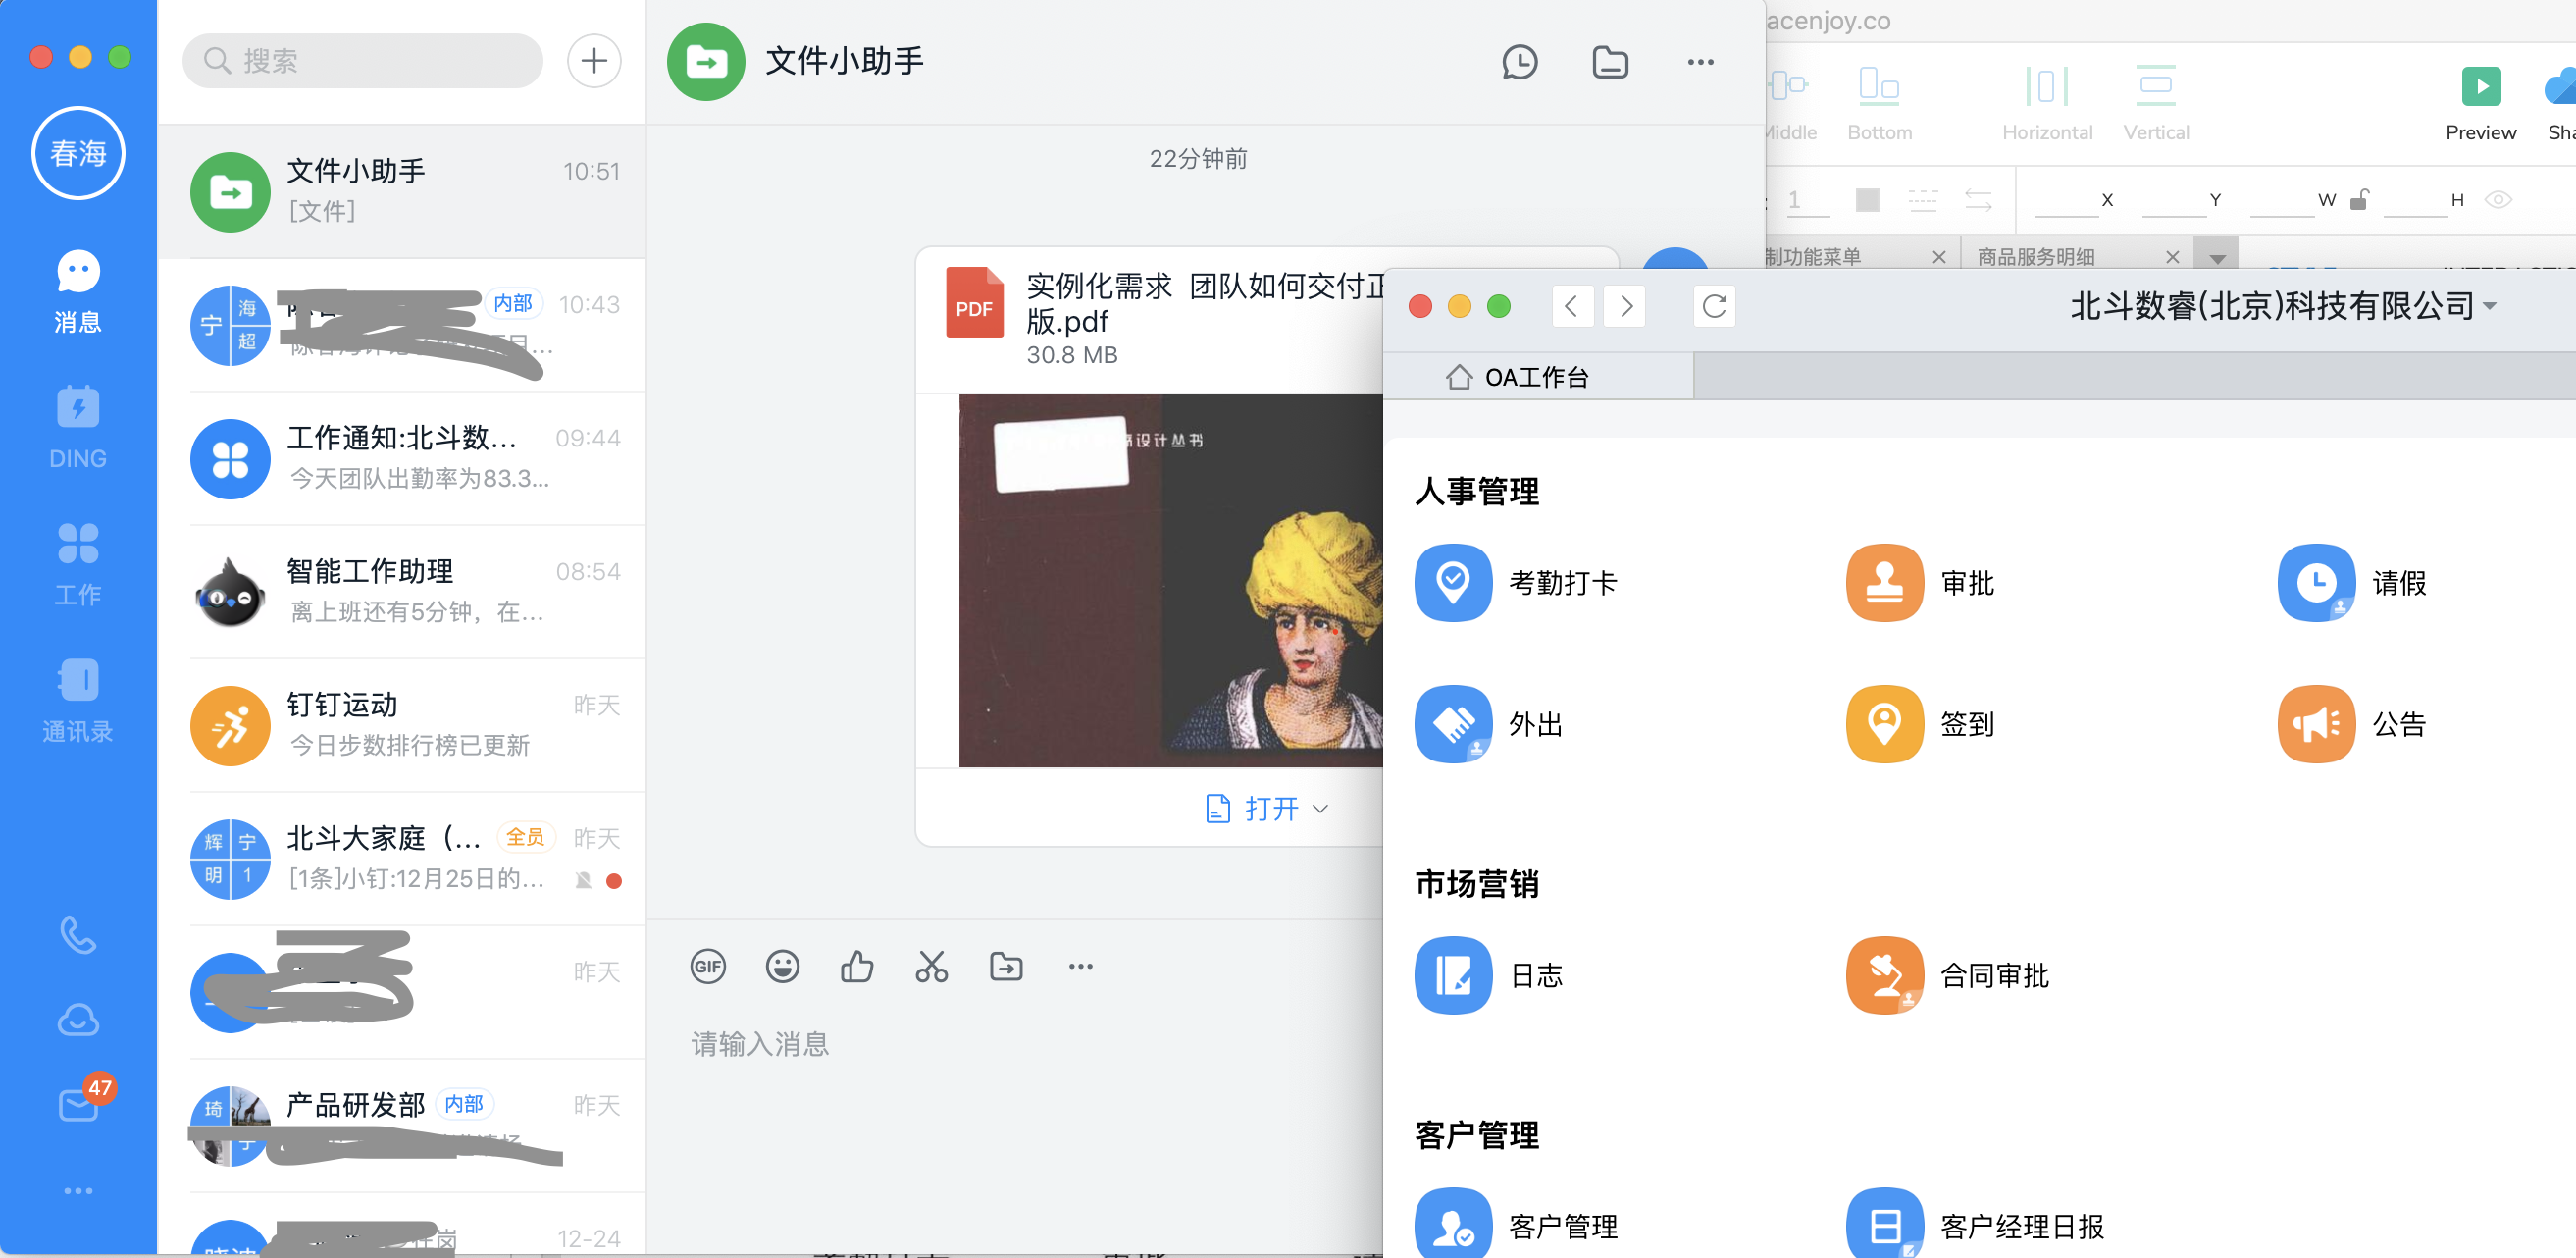 acenjoy.co
Middle
Bottom
Horizontal
Vertical
Preview
1
X
Y
W
H
制功能菜单
商品服务明细
春海
消息
DING
工作
通讯录
47
搜索
文件小助手
10:51
[文件]
宁
海
超
内部
10:43
工作通知:北斗数...
09:44
今天团队出勤率为83.3...
智能工作助理
08:54
离上班还有5分钟，在...
钉钉运动
昨天
今日步数排行榜已更新
辉
宁
明
1
北斗大家庭（...
全员
昨天
[1条]小钉:12月25日的...
昨天
琦
产品研发部
内部
昨天
12-24
文件小助手
22分钟前
PDF
实例化需求 团队如何交付正
版.pdf
30.8 MB
设计丛书
打开
GIF
请输入消息
北斗数睿(北京)科技有限公司
OA工作台
人事管理
考勤打卡
审批
请假
外出
签到
公告
市场营销
日志
合同审批
客户管理
客户管理
客户经理日报